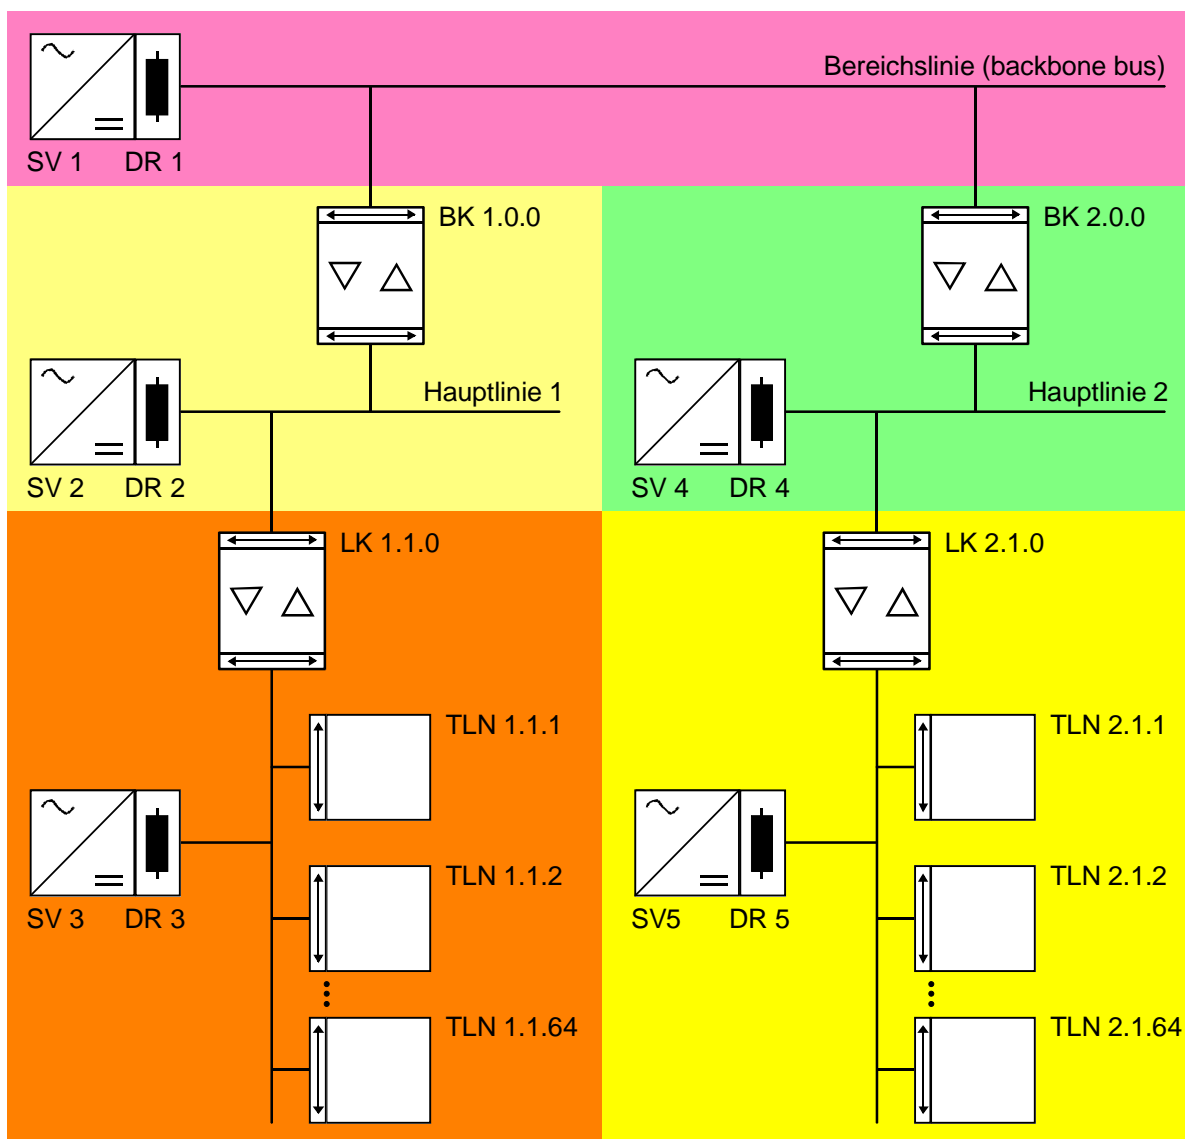 Bereichslinie (backbone bus)
SV 1 DR 1
BK 1.0.0
BK 2.0.0
Hauptlinie 1
Hauptlinie 2
SV 2 DR 2
SV 4 DR 4
LK 1.1.0
LK 2.1.0
TLN 1.1.1
TLN 2.1.1
TLN 1.1.2
TLN 2.1.2
SV 3 DR 3
SV5 DR 5
TLN 1.1.64
TLN 2.1.64